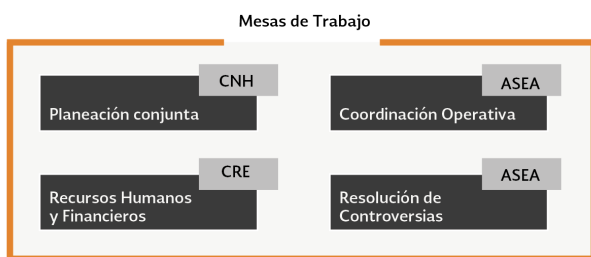 Mesas de Trabajo
CNH
Planeación conjunta
ASEA
Coordinación Operativa
CRE
Recursos Humanos
y Financieros
ASEA
Resolución de
Controversias